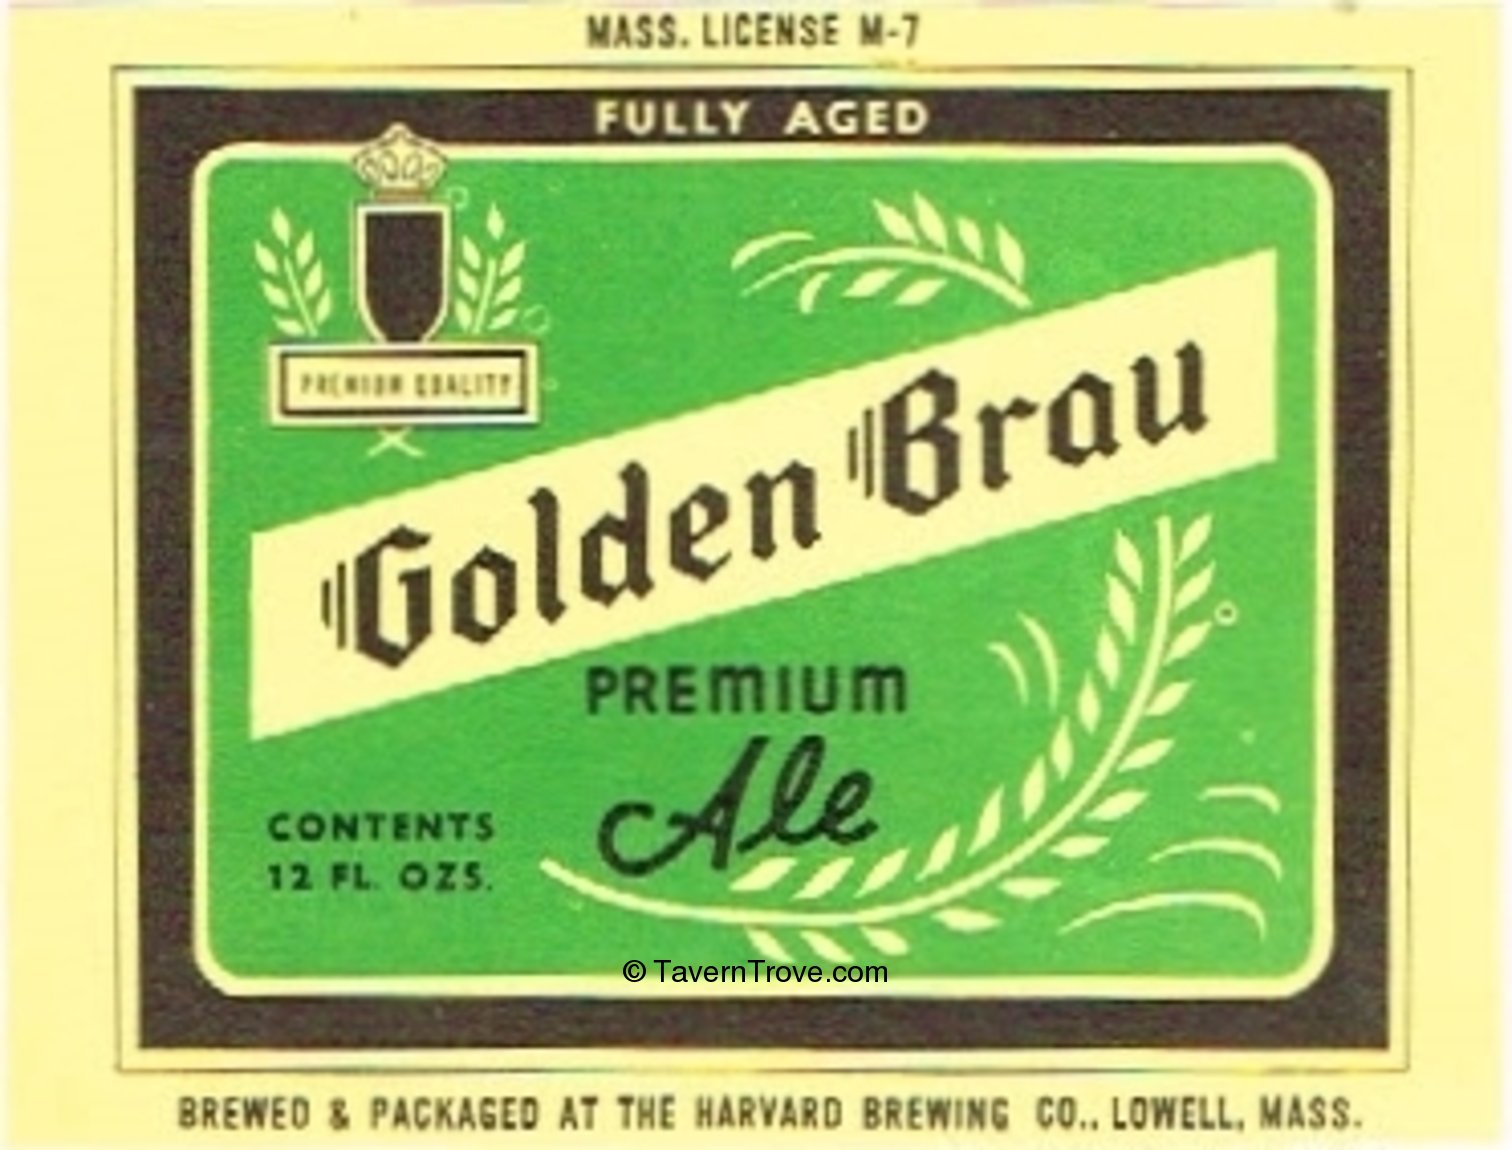 MASS. LICENSE M-7
FULLY AGED
PREMIUM QUALITY
Golden Brau
PREMIUM
Ale
CONTENTS
12 FL. OZS.
© TavernTrove.com
BREWED & PACKAGED AT THE HARVARD BREWING CO., LOWELL, MASS.